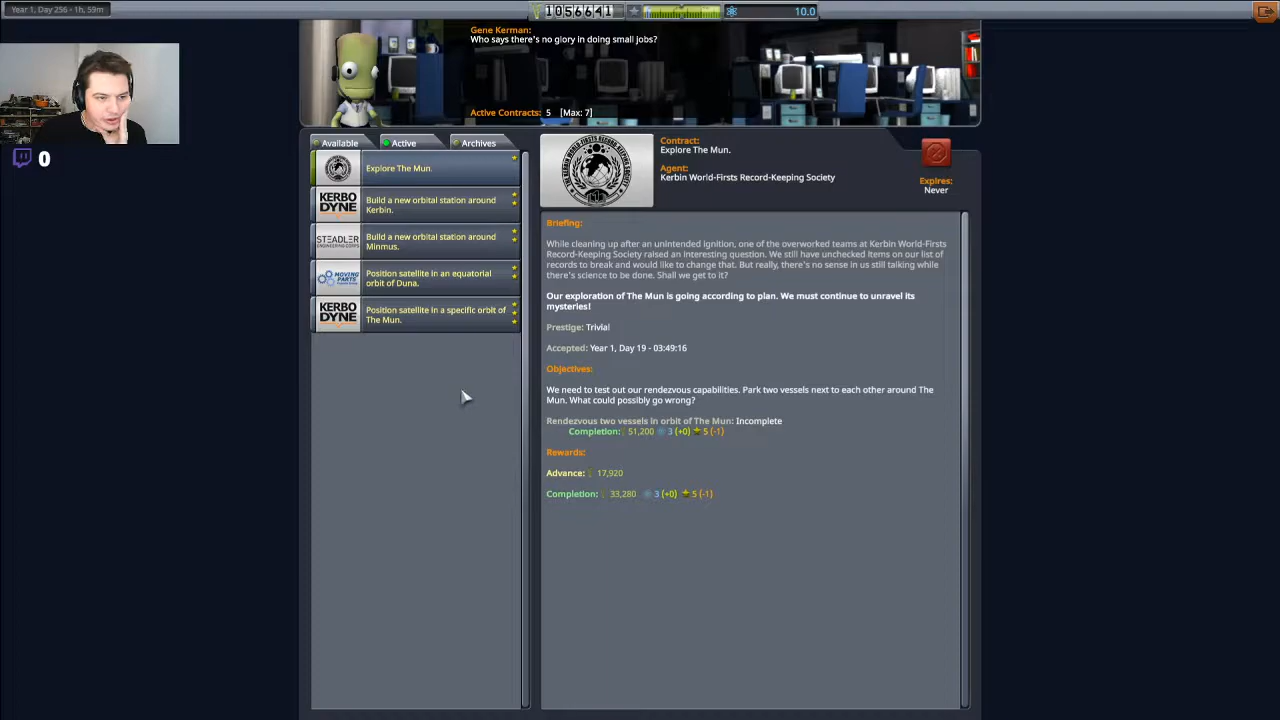 Year 1, Day 256 - 1h, 59m
1056641
10.0
0
Gene Kerman:
Who says there's no glory in doing small jobs?
Active Contracts: 5 [Max: 7]
Available
Active
Archives
Explore The Mun.
KERBO DYNE
Build a new orbital station around
Kerbin.
STEADLER
ENGINEERING CORPS
Build a new orbital station around
Minmus.
MOVING PARTS
Position satellite in an equatorial
orbit of Duna.
KERBO DYNE
Position satellite in a specific orbit of
The Mun.
Contract:
Explore The Mun.
Agent:
Kerbin World-Firsts Record-Keeping Society
Expires:
Never
Briefing:
While cleaning up after an unintended ignition, one of the overworked teams at Kerbin World-Firsts
Record-Keeping Society raised an interesting question. We still have unchecked items on our list of
records to break and would like to change that. But really, there's no sense in us still talking while
there's science to be done. Shall we get to it?
Our exploration of The Mun is going according to plan. We must continue to unravel its
mysteries!
Prestige: Trivial
Accepted: Year 1, Day 19 - 03:49:16
Objectives:
We need to test out our rendezvous capabilities. Park two vessels next to each other around The
Mun. What could possibly go wrong?
Rendezvous two vessels in orbit of The Mun: Incomplete
Completion: 51,200 3 (+0) 5 (-1)
Rewards:
Advance: 17,920
Completion: 33,280 3 (+0) 5 (-1)